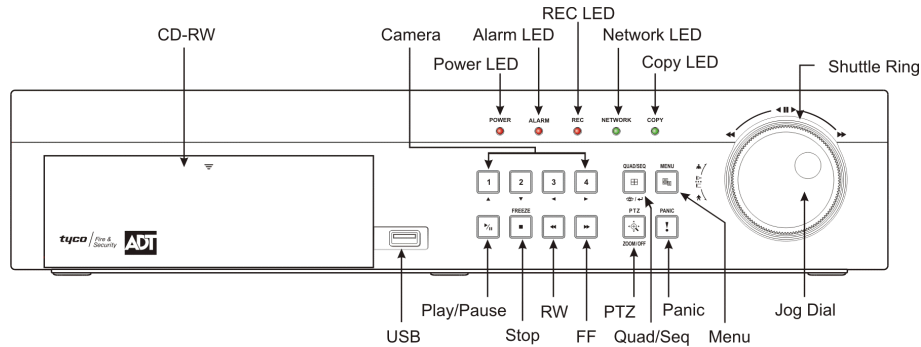 REC LED
CD-RW Camera Alarm LED Network LED
Power LED Copy LED
Shuttle Ring
POWER ALARM REC NETWORK COPY
QUAD/SEQ MENU
1 2 3 4
FREEZE PTZ PANIC
tyco / Fire & Security ADT
ZOOM/OFF
Play/Pause RW PTZ Panic Jog Dial
USB Stop FF Quad/Seq Menu